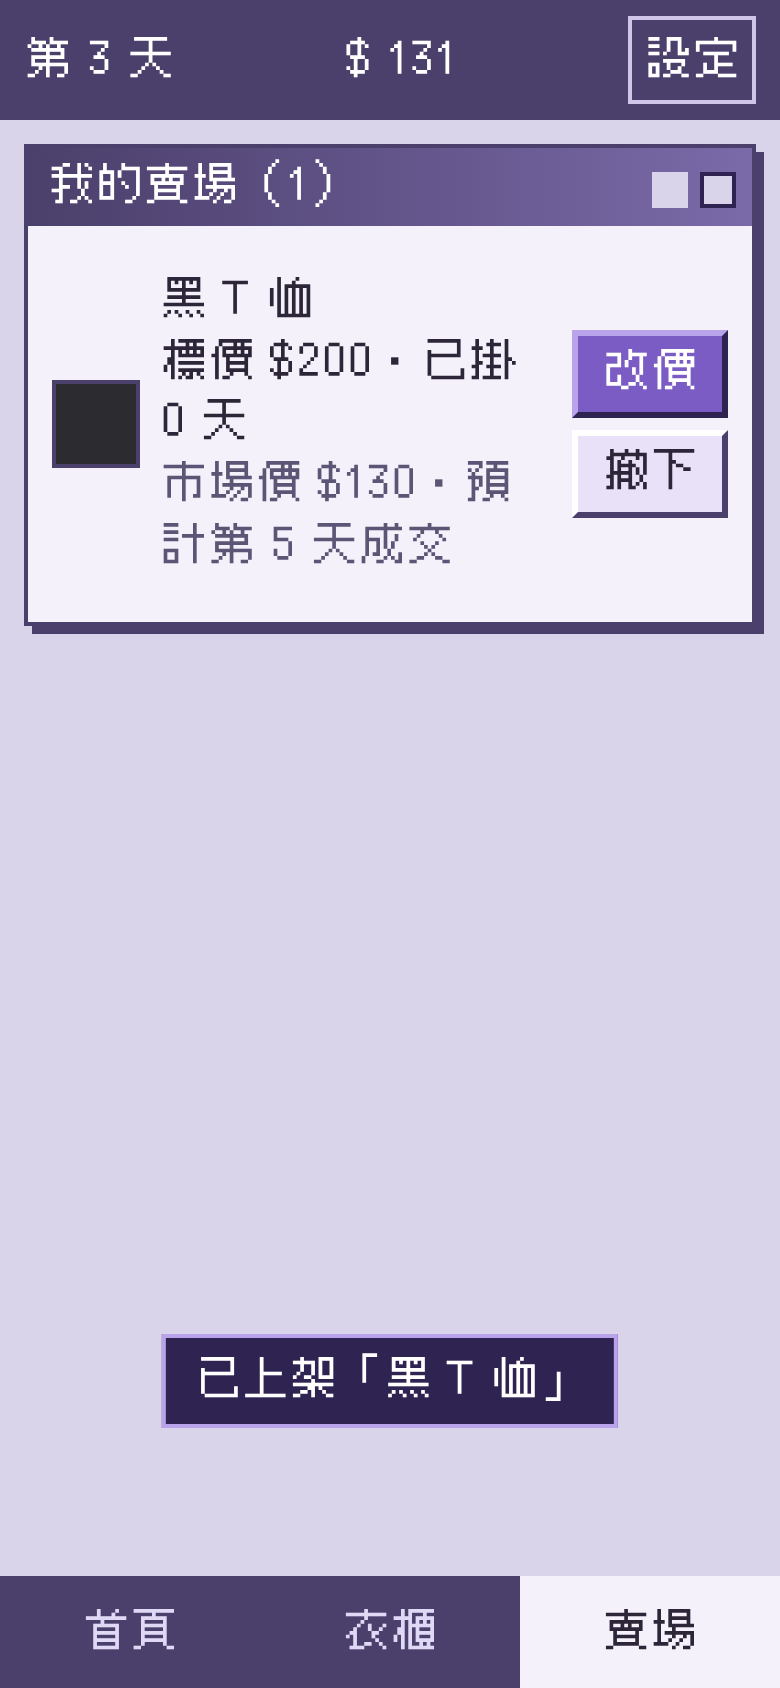 第 3 天
$ 131
設定
我的賣場 (1)
黑 T 恤
標價 $200・已掛
0 天
市場價 $130・預
計第 5 天成交
改價
撤下
已上架「黑 T 恤」
首頁
衣櫃
賣場